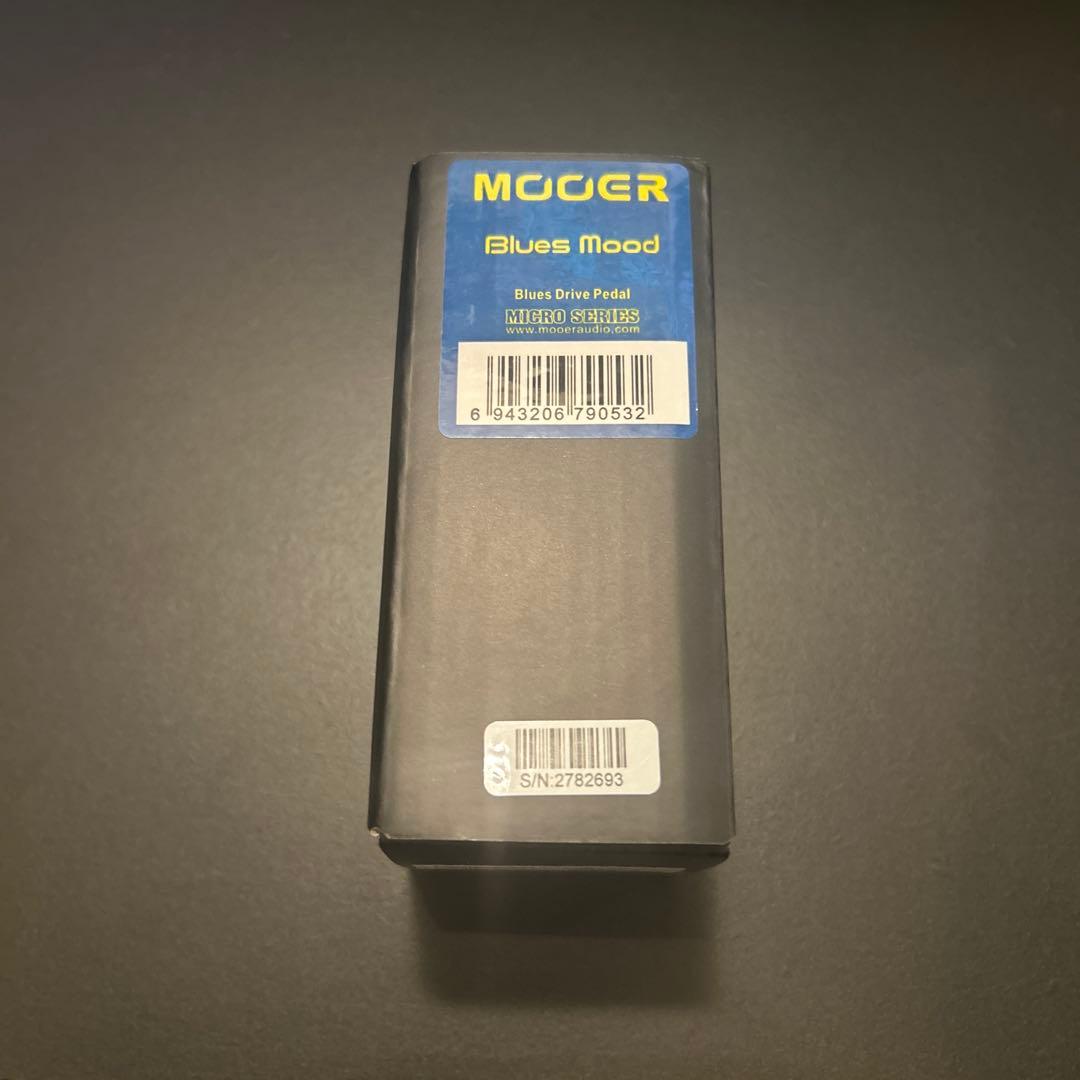 MOOER
Blues Mood
Blues Drive Pedal
MICRO SERIES
www.mooeraudio.com
6 943206 790532
S/N:2782693